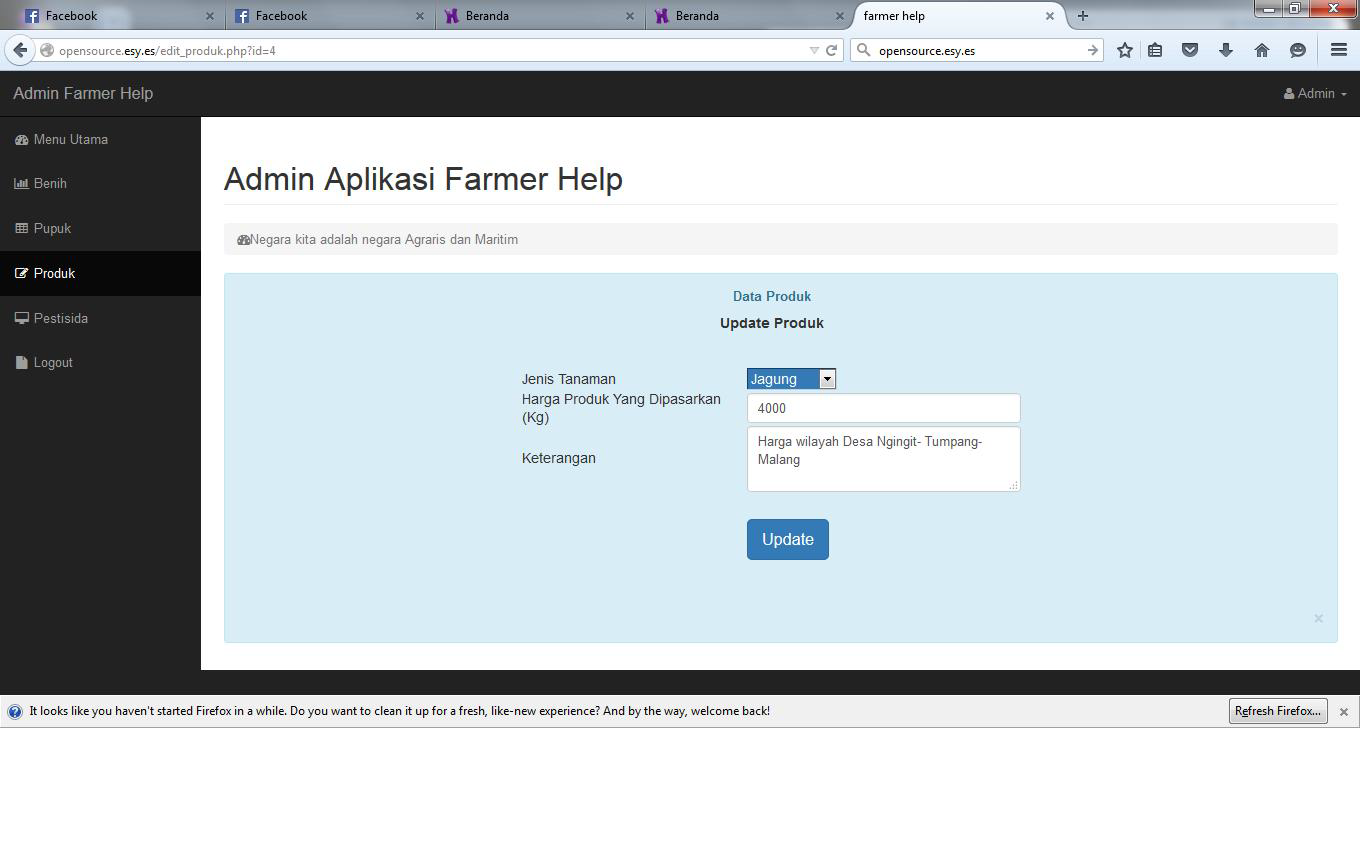 Facebook
Facebook
Beranda
Beranda
farmer help
opensource.esy.es/edit_produk.php?id=4
opensource.esy.es
Admin Farmer Help
Admin
Menu Utama
Benih
Pupuk
Produk
Pestisida
Logout
Admin Aplikasi Farmer Help
Negara kita adalah negara Agraris dan Maritim
Data Produk
Update Produk
Jenis Tanaman
Jagung
Harga Produk Yang Dipasarkan
(Kg)
4000
Keterangan
Harga wilayah Desa Ngingit- Tumpang-
Malang
Update
It looks like you haven't started Firefox in a while. Do you want to clean it up for a fresh, like-new experience? And by the way, welcome back!
Refresh Firefox...